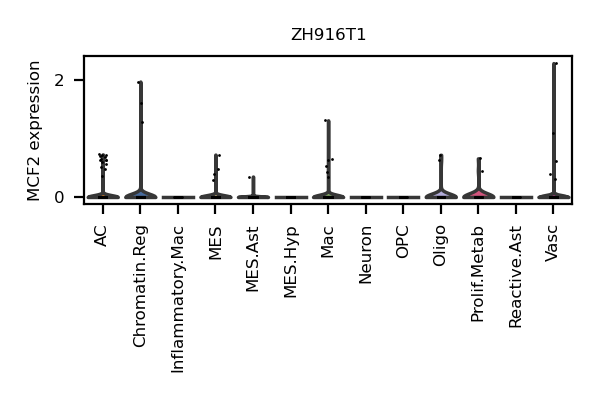 ZH916T1
MCF2 expression
2
0
AC
Chromatin.Reg
Inflammatory.Mac
MES
MES.Ast
MES.Hyp
Mac
Neuron
OPC
Oligo
Prolif.Metab
Reactive.Ast
Vasc